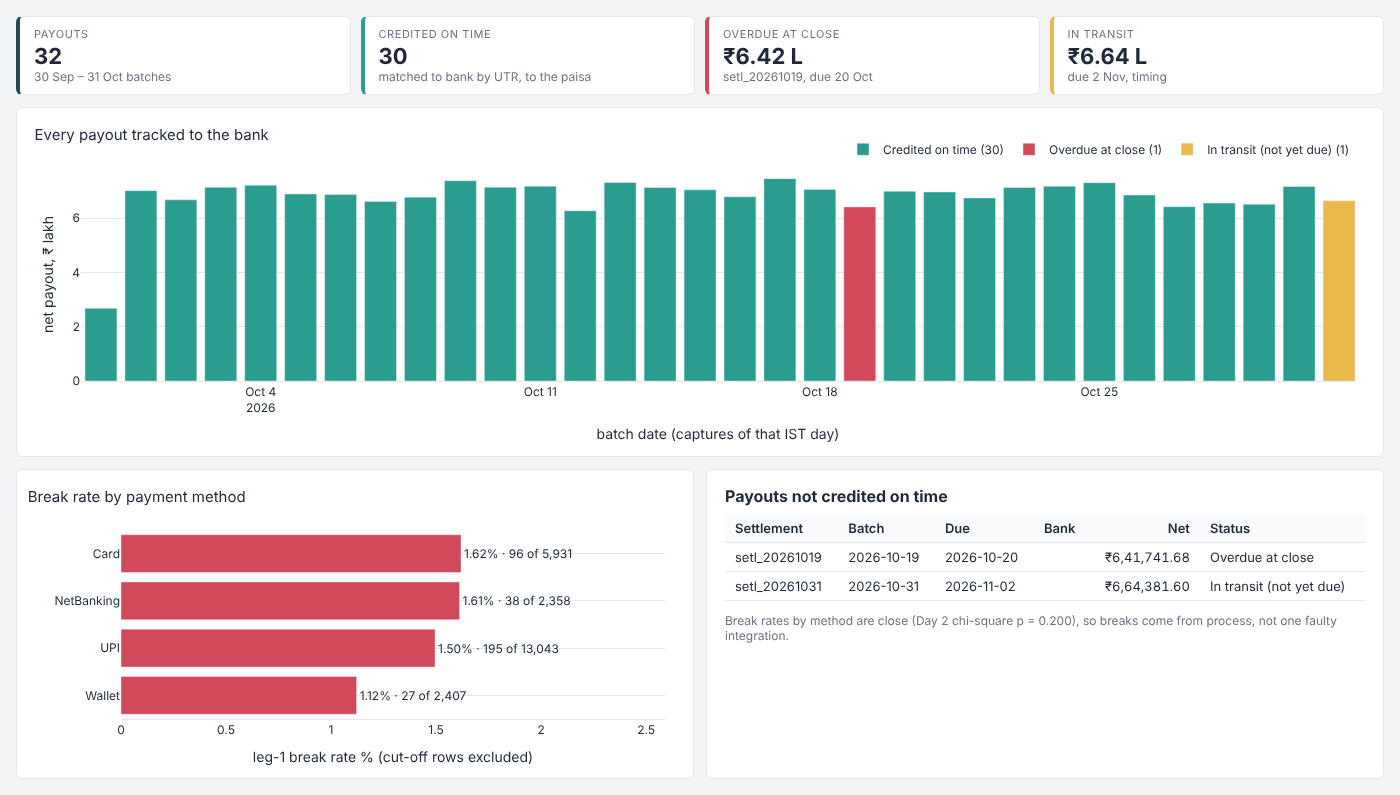 PAYOUTS
32
30 Sep – 31 Oct batches
CREDITED ON TIME
30
matched to bank by UTR, to the paisa
OVERDUE AT CLOSE
₹6.42 L
setl_20261019, due 20 Oct
IN TRANSIT
₹6.64 L
due 2 Nov, timing
Every payout tracked to the bank
Credited on time (30)
Overdue at close (1)
In transit (not yet due) (1)
net payout, ₹ lakh
6
4
2
0
Oct 4
2026
Oct 11
Oct 18
Oct 25
batch date (captures of that IST day)
Break rate by payment method
Card 1.62% · 96 of 5,931
NetBanking 1.61% · 38 of 2,358
UPI 1.50% · 195 of 13,043
Wallet 1.12% · 27 of 2,407
0 0.5 1 1.5 2 2.5
leg-1 break rate % (cut-off rows excluded)
Payouts not credited on time
Settlement Batch Due Bank Net Status
setl_20261019 2026-10-19 2026-10-20 ₹6,41,741.68 Overdue at close
setl_20261031 2026-10-31 2026-11-02 ₹6,64,381.60 In transit (not yet due)
Break rates by method are close (Day 2 chi-square p = 0.200), so breaks come from process, not one faulty
integration.